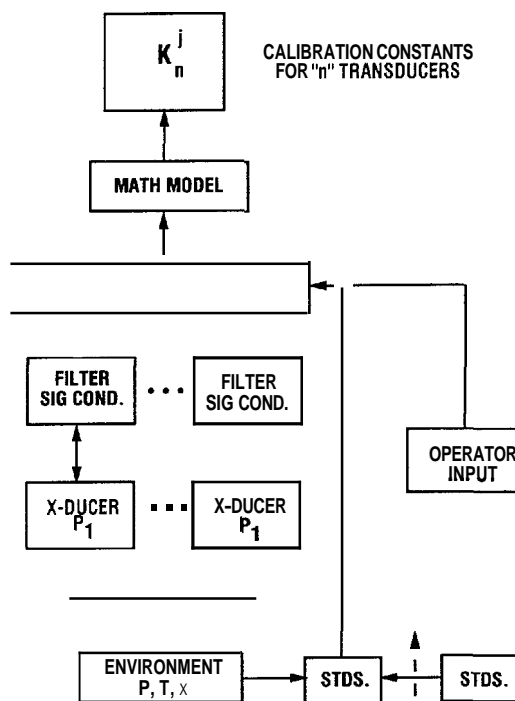 K n j
CALIBRATION CONSTANTS
FOR "n" TRANSDUCERS
MATH MODEL
FILTER
SIG COND.
• • •
FILTER
SIG COND.
OPERATOR
INPUT
X-DUCER
P1
• • •
X-DUCER
P1
ENVIRONMENT
P, T, X
STDS.
STDS.